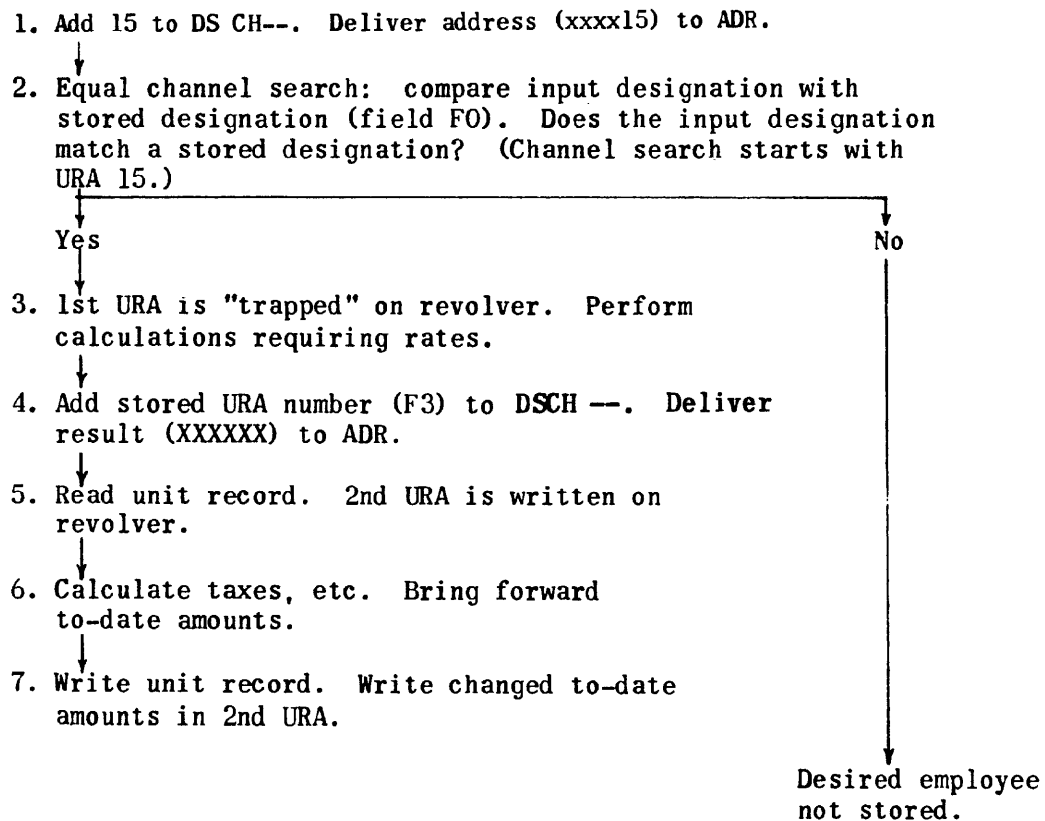 1. Add 15 to DS CH--. Deliver address (xxxx15) to ADR.
2. Equal channel search: compare input designation with
stored designation (field F0). Does the input designation
match a stored designation? (Channel search starts with
URA 15.)
Yes
No
3. 1st URA is "trapped" on revolver. Perform
calculations requiring rates.
4. Add stored URA number (F3) to DSCH --. Deliver
result (XXXXXX) to ADR.
5. Read unit record. 2nd URA is written on
revolver.
6. Calculate taxes, etc. Bring forward
to-date amounts.
7. Write unit record. Write changed to-date
amounts in 2nd URA.
Desired employee
not stored.